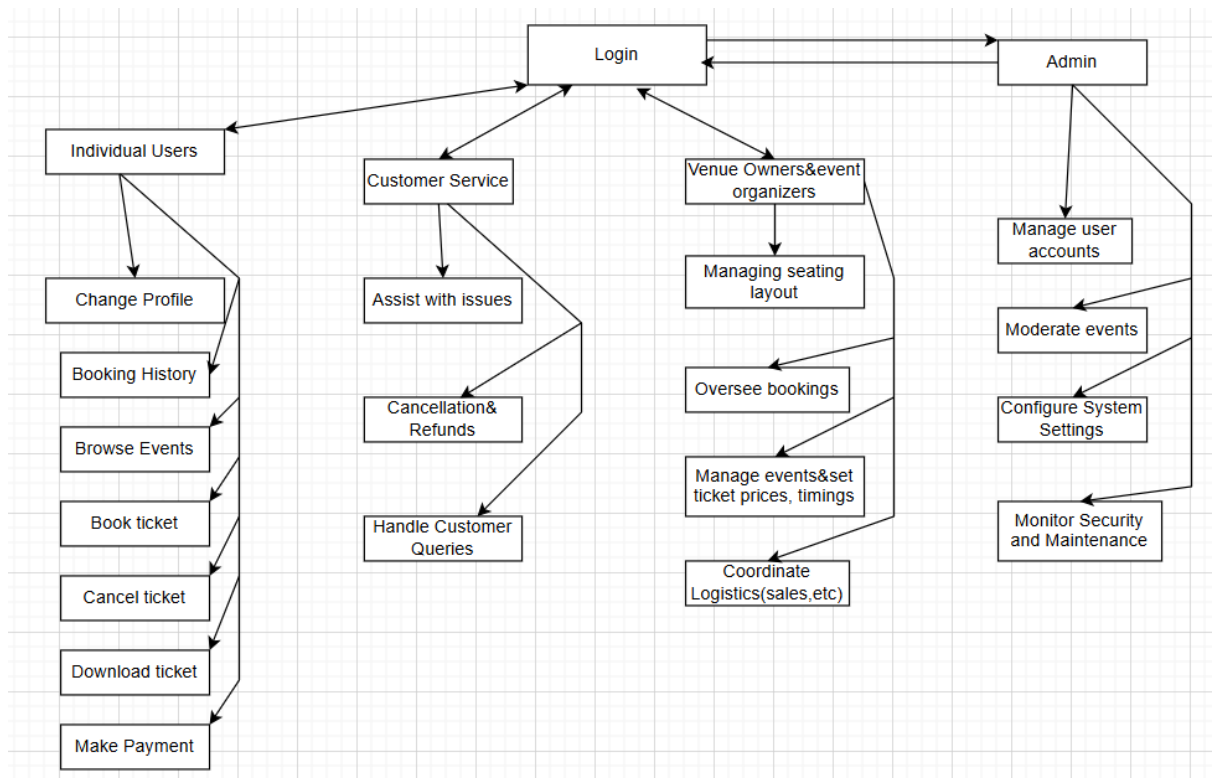 Login
Admin
Individual Users
Customer Service
Venue Owners&event
organizers
Manage user
accounts
Managing seating
layout
Change Profile
Assist with issues
Moderate events
Booking History
Oversee bookings
Cancellation&
Refunds
Configure System
Settings
Browse Events
Manage events&set
ticket prices, timings
Book ticket
Handle Customer
Queries
Monitor Security
and Maintenance
Coordinate
Logistics(sales,etc)
Cancel ticket
Download ticket
Make Payment